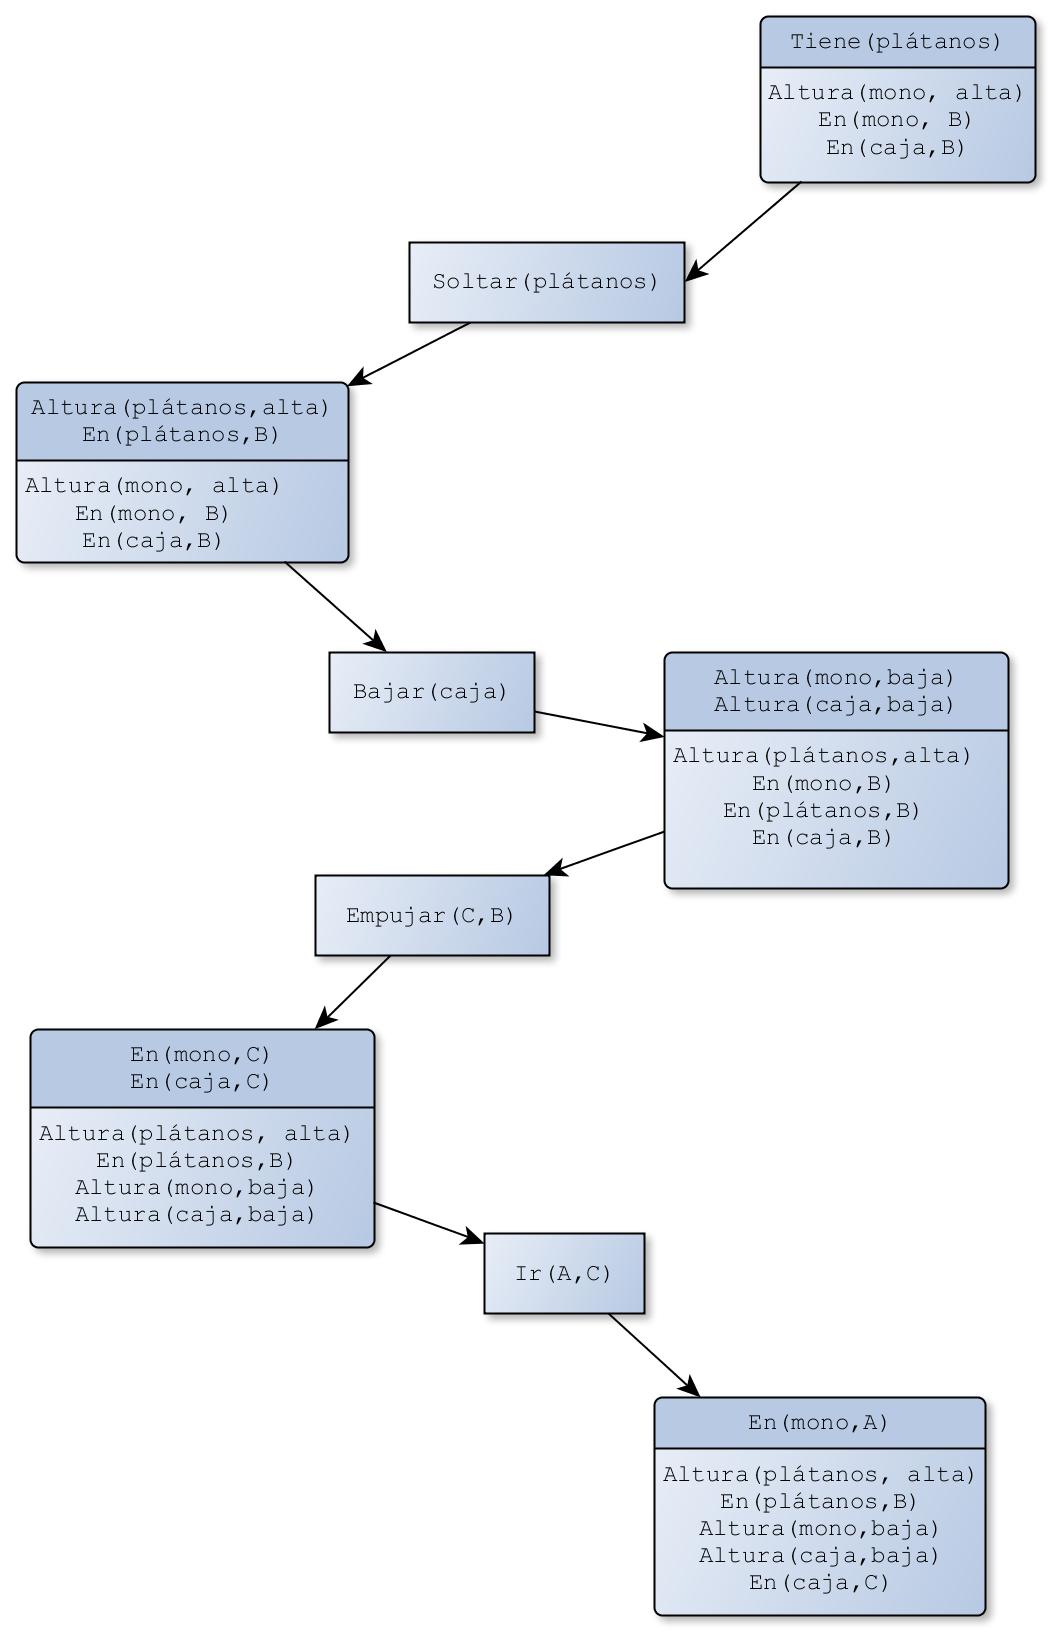 Tiene(plátanos)
Altura(mono, alta)
En(mono, B)
En(caja,B)
Soltar(plátanos)
Altura(plátanos,alta)
En(plátanos,B)
Altura(mono, alta)
En(mono, B)
En(caja,B)
Bajar(caja)
Altura(mono,baja)
Altura(caja,baja)
Altura(plátanos,alta)
En(mono,B)
En(plátanos,B)
En(caja,B)
Empujar(C,B)
En(mono,C)
En(caja,C)
Altura(plátanos, alta)
En(plátanos,B)
Altura(mono,baja)
Altura(caja,baja)
Ir(A,C)
En(mono,A)
Altura(plátanos, alta)
En(plátanos,B)
Altura(mono,baja)
Altura(caja,baja)
En(caja,C)